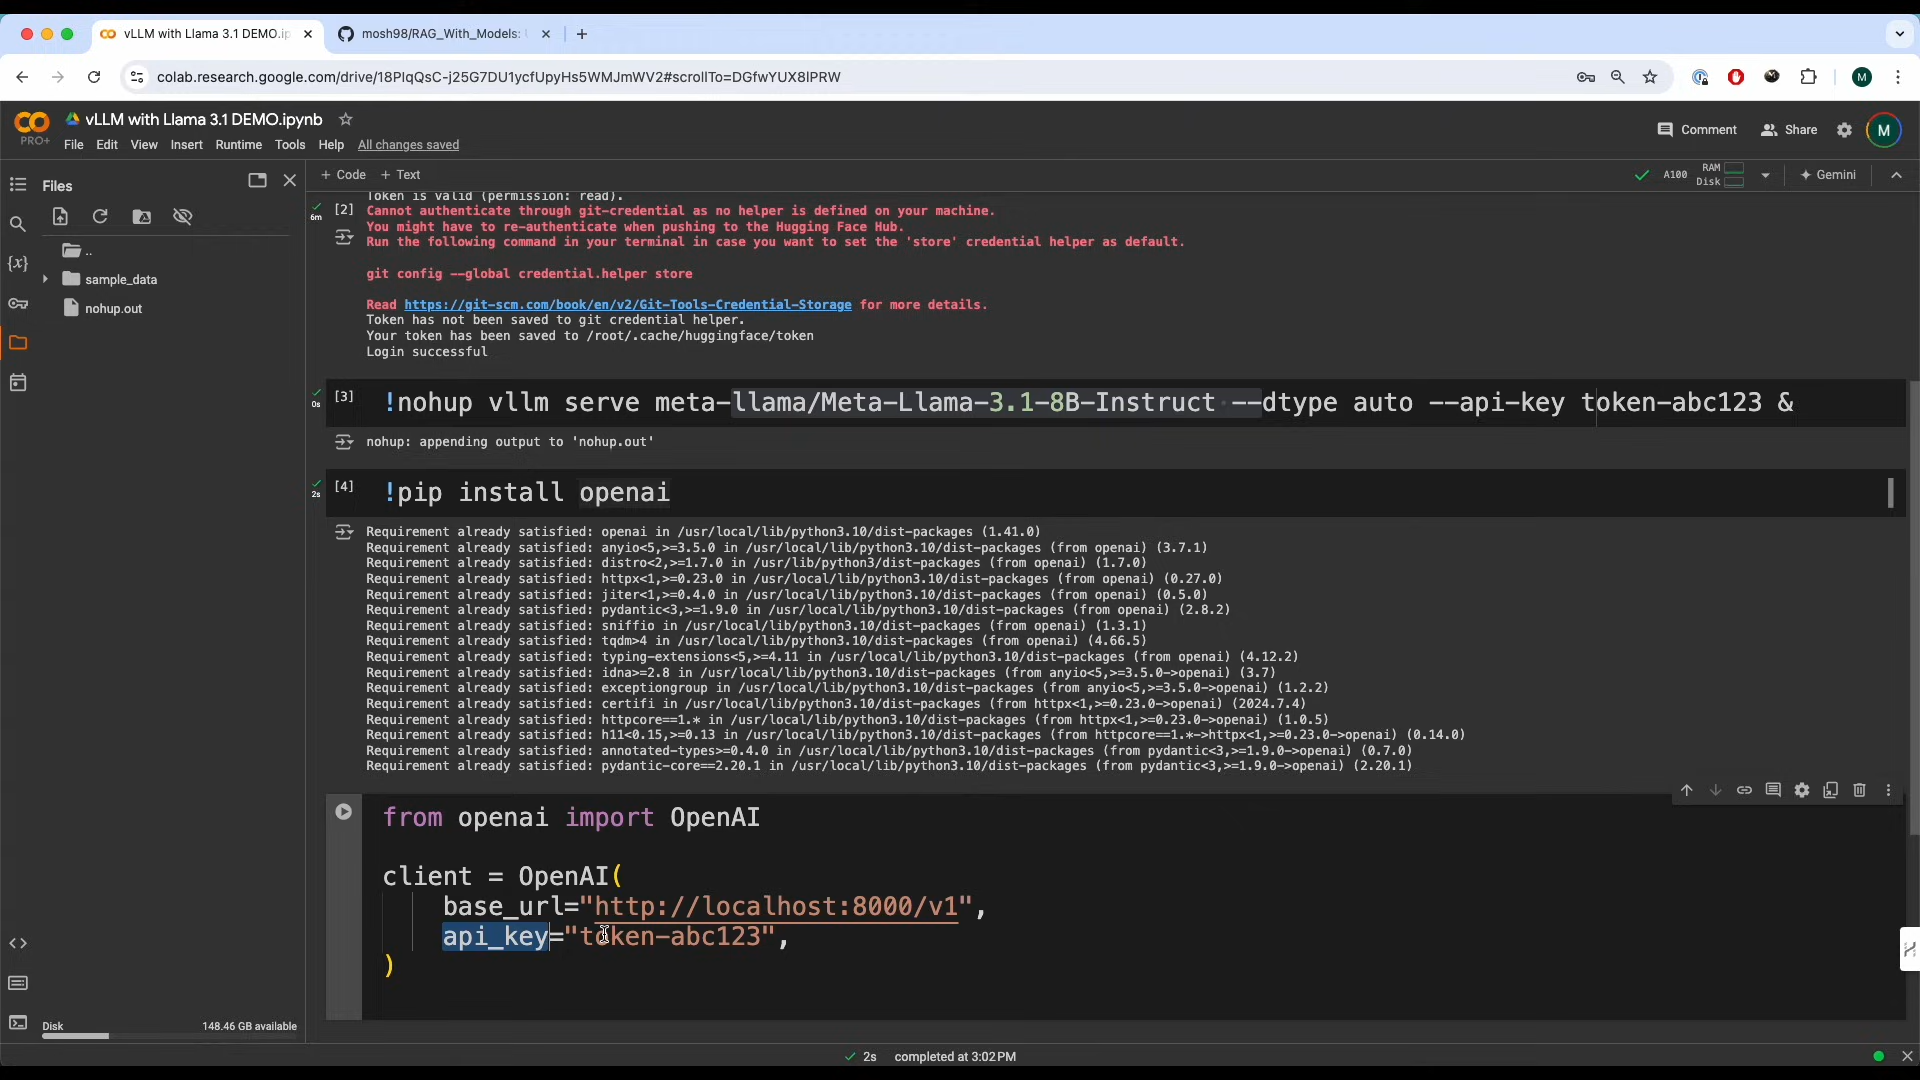 vLLM with Llama 3.1 DEMO.ip
mosh98/RAG_With_Models:
colab.research.google.com/drive/18PIqQsC-j25G7DU1ycfUpyHs5WMJmWV2#scrollTo=DGfwYUX8IPRW
M
PRO+
vLLM with Llama 3.1 DEMO.ipynb
Comment
Share
M
File Edit View Insert Runtime Tools Help All changes saved
Files
+ Code + Text
A100
RAM
Disk
Gemini
..
sample_data
nohup.out
Token is valid (permission: read).
[2]
6m
Cannot authenticate through git-credential as no helper is defined on your machine.
You might have to re-authenticate when pushing to the Hugging Face Hub.
Run the following command in your terminal in case you want to set the 'store' credential helper as default.
git config --global credential.helper store
Read https://git-scm.com/book/en/v2/Git-Tools-Credential-Storage for more details.
Token has not been saved to git credential helper.
Your token has been saved to /root/.cache/huggingface/token
Login successful
[3]
0s
!nohup vllm serve meta-llama/Meta-Llama-3.1-8B-Instruct --dtype auto --api-key token-abc123 &
nohup: appending output to 'nohup.out'
[4]
2s
!pip install openai
Requirement already satisfied: openai in /usr/local/lib/python3.10/dist-packages (1.41.0)
Requirement already satisfied: anyio<5,>=3.5.0 in /usr/local/lib/python3.10/dist-packages (from openai) (3.7.1)
Requirement already satisfied: distro<2,>=1.7.0 in /usr/lib/python3/dist-packages (from openai) (1.7.0)
Requirement already satisfied: httpx<1,>=0.23.0 in /usr/local/lib/python3.10/dist-packages (from openai) (0.27.0)
Requirement already satisfied: jiter<1,>=0.4.0 in /usr/local/lib/python3.10/dist-packages (from openai) (0.5.0)
Requirement already satisfied: pydantic<3,>=1.9.0 in /usr/local/lib/python3.10/dist-packages (from openai) (2.8.2)
Requirement already satisfied: sniffio in /usr/local/lib/python3.10/dist-packages (from openai) (1.3.1)
Requirement already satisfied: tqdm>4 in /usr/local/lib/python3.10/dist-packages (from openai) (4.66.5)
Requirement already satisfied: typing-extensions<5,>=4.11 in /usr/local/lib/python3.10/dist-packages (from openai) (4.12.2)
Requirement already satisfied: idna>=2.8 in /usr/local/lib/python3.10/dist-packages (from anyio<5,>=3.5.0->openai) (3.7)
Requirement already satisfied: exceptiongroup in /usr/local/lib/python3.10/dist-packages (from anyio<5,>=3.5.0->openai) (1.2.2)
Requirement already satisfied: certifi in /usr/local/lib/python3.10/dist-packages (from httpx<1,>=0.23.0->openai) (2024.7.4)
Requirement already satisfied: httpcore==1.* in /usr/local/lib/python3.10/dist-packages (from httpx<1,>=0.23.0->openai) (1.0.5)
Requirement already satisfied: h11<0.15,>=0.13 in /usr/local/lib/python3.10/dist-packages (from httpcore==1.*->httpx<1,>=0.23.0->openai) (0.14.0)
Requirement already satisfied: annotated-types>=0.4.0 in /usr/local/lib/python3.10/dist-packages (from pydantic<3,>=1.9.0->openai) (0.7.0)
Requirement already satisfied: pydantic-core==2.20.1 in /usr/local/lib/python3.10/dist-packages (from pydantic<3,>=1.9.0->openai) (2.20.1)
from openai import OpenAI
client = OpenAI(
base_url="http://localhost:8000/v1",
api_key="token-abc123",
)
Disk
148.46 GB available
2s completed at 3:02 PM